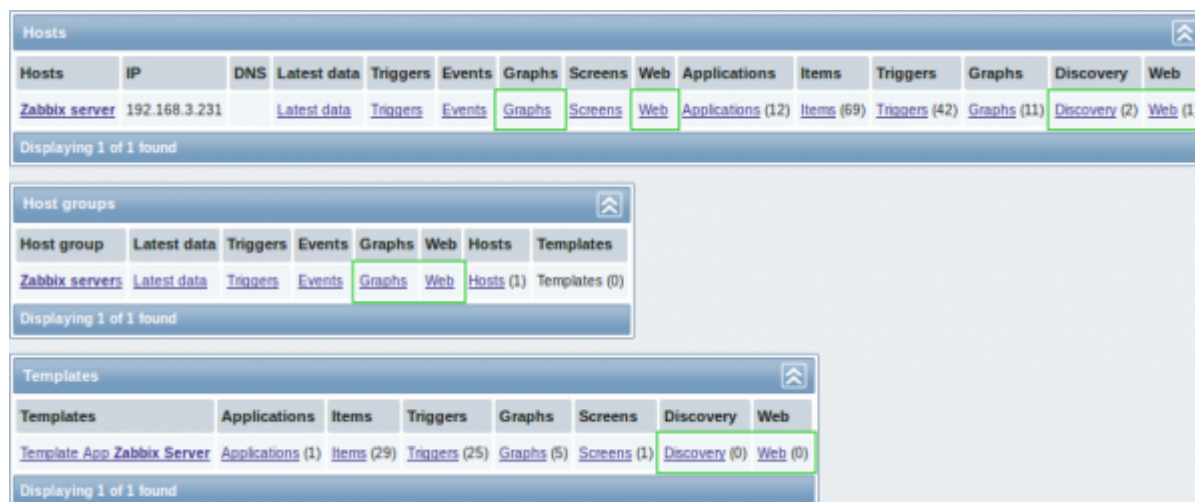 Hosts
Hosts IP DNS Latest data Triggers Events Graphs Screens Web Applications Items Triggers Graphs Discovery Web
Zabbix server 192.168.3.231 Latest data Triggers Events Graphs Screens Web Applications (12) Items (69) Triggers (42) Graphs (11) Discovery (2) Web (1
Displaying 1 of 1 found
Host groups
Host group Latest data Triggers Events Graphs Web Hosts Templates
Zabbix servers Latest data Triggers Events Graphs Web Hosts (1) Templates (0)
Displaying 1 of 1 found
Templates
Templates Applications Items Triggers Graphs Screens Discovery Web
Template App Zabbix Server Applications (1) Items (29) Triggers (25) Graphs (5) Screens (1) Discovery (0) Web (0)
Displaying 1 of 1 found